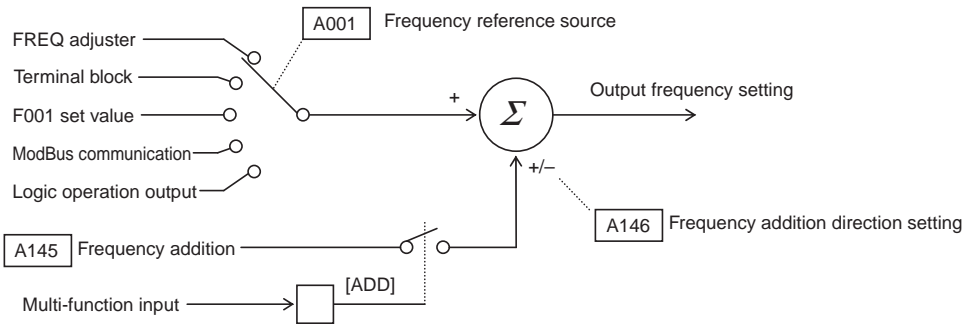 A001 Frequency reference source
FREQ adjuster
Terminal block
F001 set value
ModBus communication
Logic operation output
+
Σ
Output frequency setting
+/–
A146 Frequency addition direction setting
A145 Frequency addition
[ADD]
Multi-function input